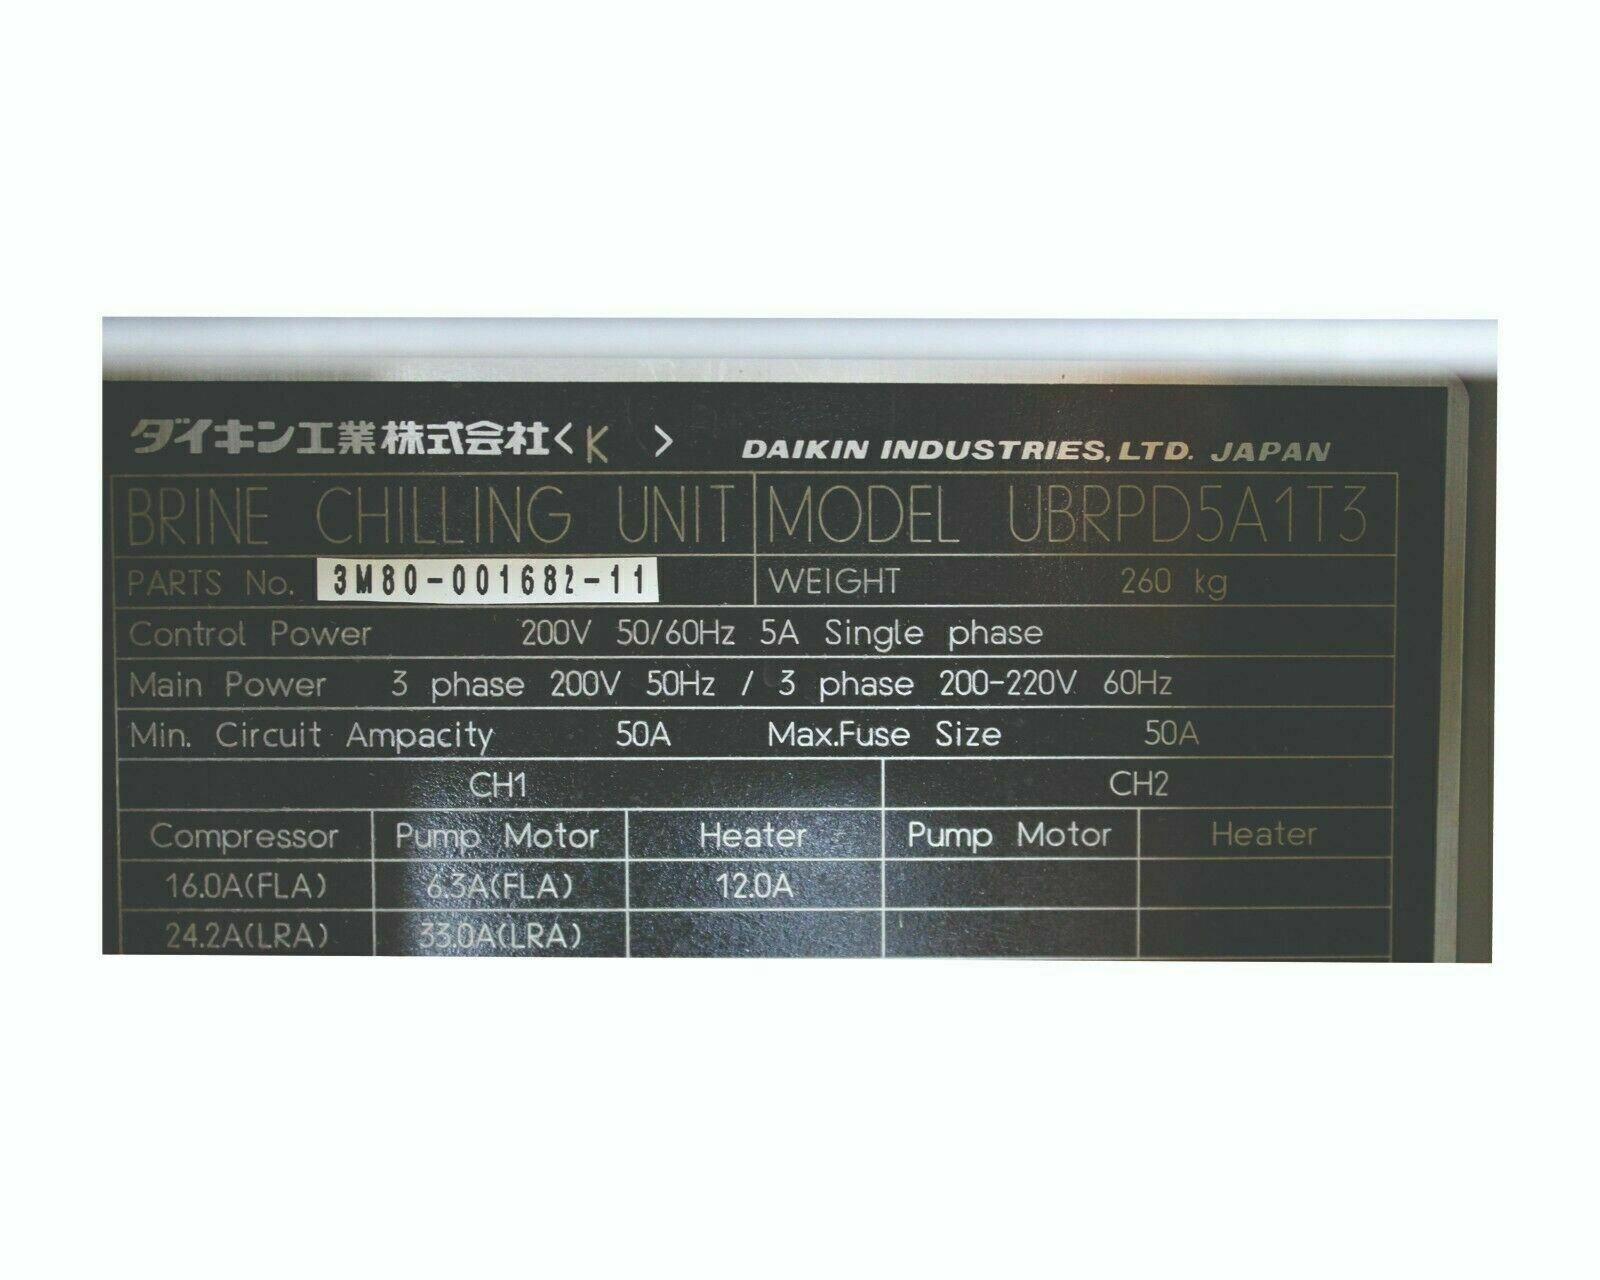 ダイキン工業株式会社<K > DAIKIN INDUSTRIES, LTD. JAPAN
BRINE CHILLING UNIT MODEL UBRPD5A1T3
PARTS No. 3M80-001682-11 WEIGHT 260 kg
Control Power 200V 50/60Hz 5A Single phase
Main Power 3 phase 200V 50Hz / 3 phase 200-220V 60Hz
Min. Circuit Ampacity 50A Max.Fuse Size 50A
CH1 CH2
Compressor Pump Motor Heater Pump Motor Heater
16.0A(FLA) 6.3A(FLA) 12.0A
24.2A(LRA) 33.0A(LRA)